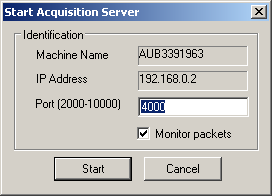 Start Acquisition Server
Identification
Machine Name AUB3391963
IP Address 192.168.0.2
Port (2000-10000) 4000
Monitor packets
Start Cancel